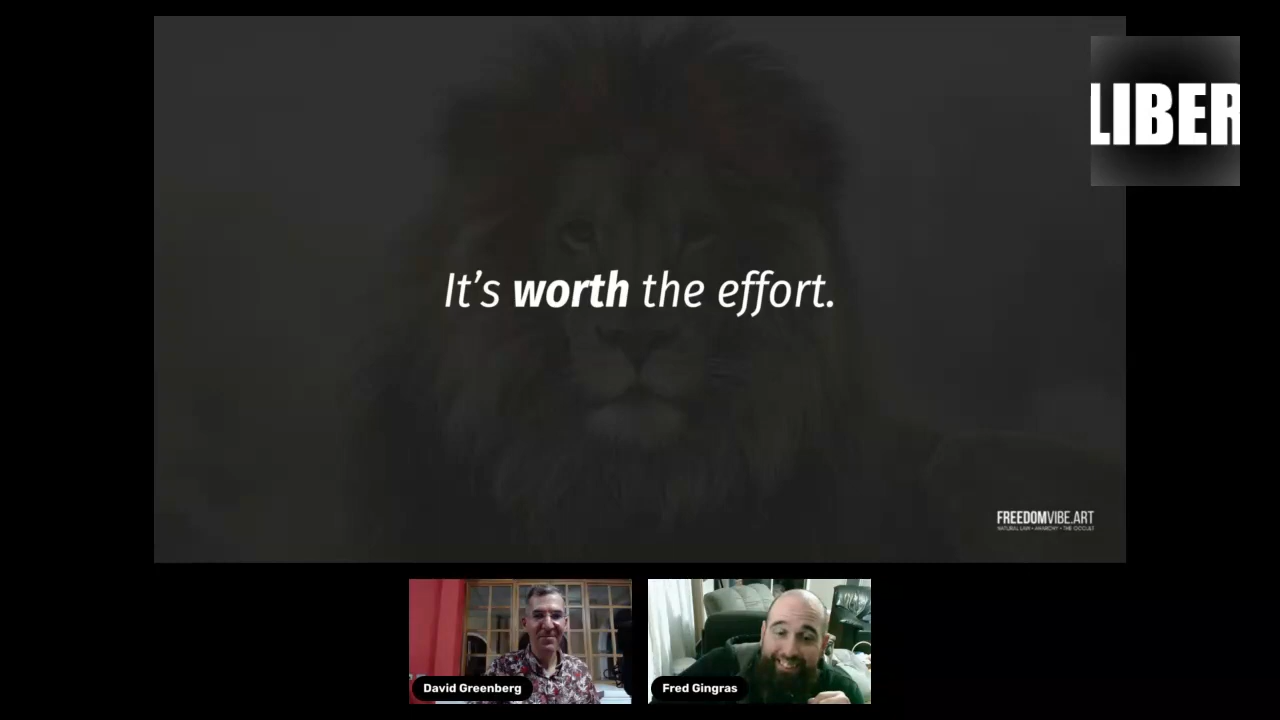 LIBER
It's worth the effort.
FREEDOMVIBE.ART
NATURAL LAW • ANARCHY • THE OCCULT
David Greenberg
Fred Gingras